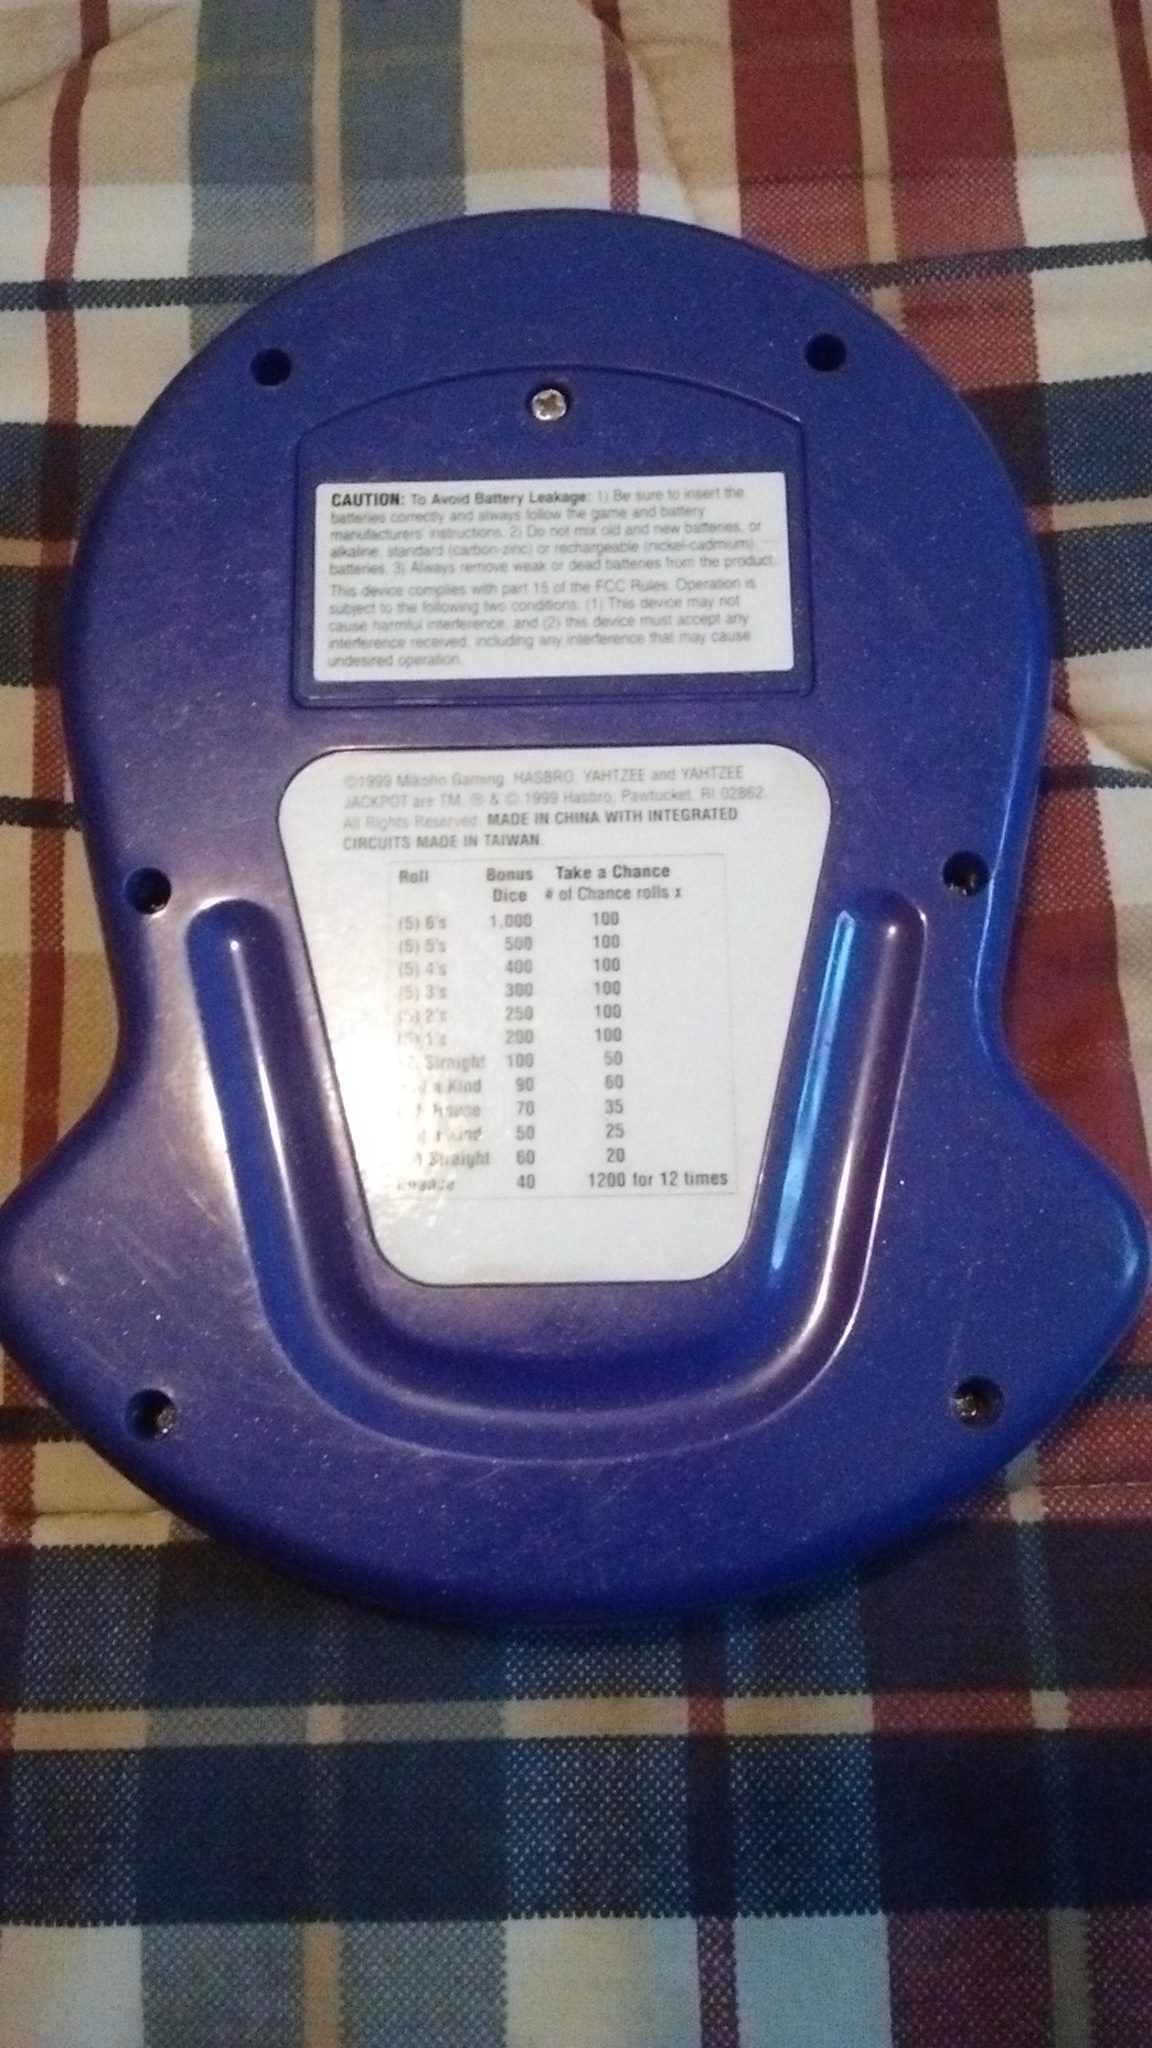 CAUTION: To Avoid Battery Leakage: 1) Be sure to insert the
batteries correctly and always follow the game and battery
manufacturers' instructions. 2) Do not mix old and new batteries, or
alkaline, standard (carbon-zinc) or rechargeable (nickel-cadmium)
batteries. 3) Always remove weak or dead batteries from the product.
This device complies with part 15 of the FCC Rules. Operation is
subject to the following two conditions: (1) This device may not
cause harmful interference, and (2) this device must accept any
interference received, including any interference that may cause
undesired operation.
©1999 Mikoho Gaming. HASBRO, YAHTZEE and YAHTZEE
JACKPOT are TM, ® & © 1999 Hasbro, Pawtucket, RI 02862.
All Rights Reserved. MADE IN CHINA WITH INTEGRATED
CIRCUITS MADE IN TAIWAN.
Roll Bonus Take a Chance
Dice # of Chance rolls x
(5) 6's 1,000 100
(5) 5's 500 100
(5) 4's 400 100
(5) 3's 300 100
(5) 2's 250 100
(5) 1's 200 100
Straight 100 50
a Kind 90 60
House 70 35
a Kind 50 25
Straight 60 20
Chance 40 1200 for 12 times